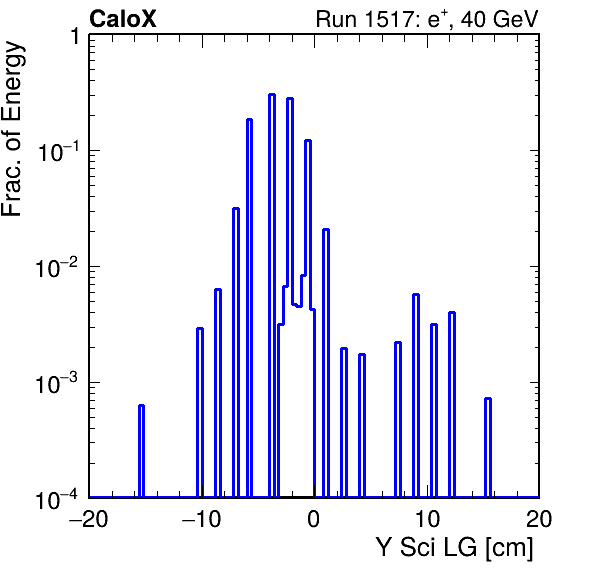 CaloX Run 1517: e⁺, 40 GeV
Frac. of Energy
1
10⁻¹
10⁻²
10⁻³
10⁻⁴
−20 −10 0 10 20
Y Sci LG [cm]